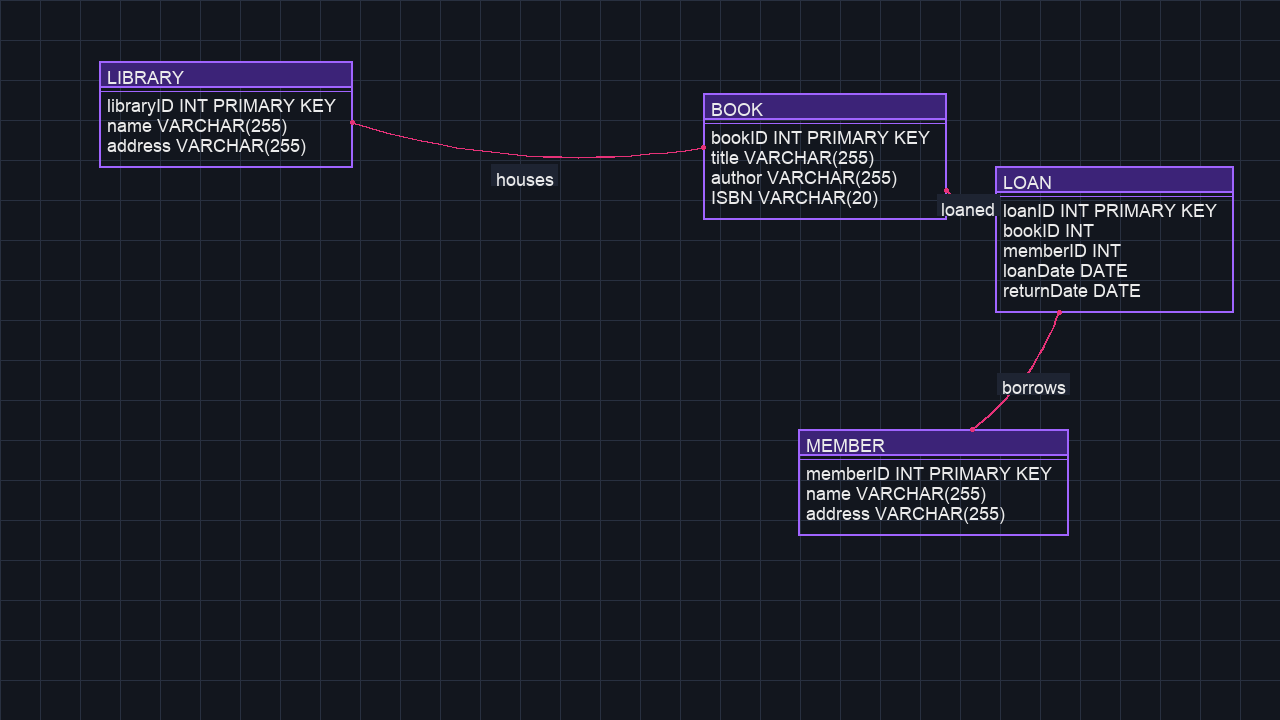 LIBRARY
libraryID INT PRIMARY KEY
name VARCHAR(255)
address VARCHAR(255)
houses
BOOK
bookID INT PRIMARY KEY
title VARCHAR(255)
author VARCHAR(255)
ISBN VARCHAR(20)
loaned
LOAN
loanID INT PRIMARY KEY
bookID INT
memberID INT
loanDate DATE
returnDate DATE
borrows
MEMBER
memberID INT PRIMARY KEY
name VARCHAR(255)
address VARCHAR(255)